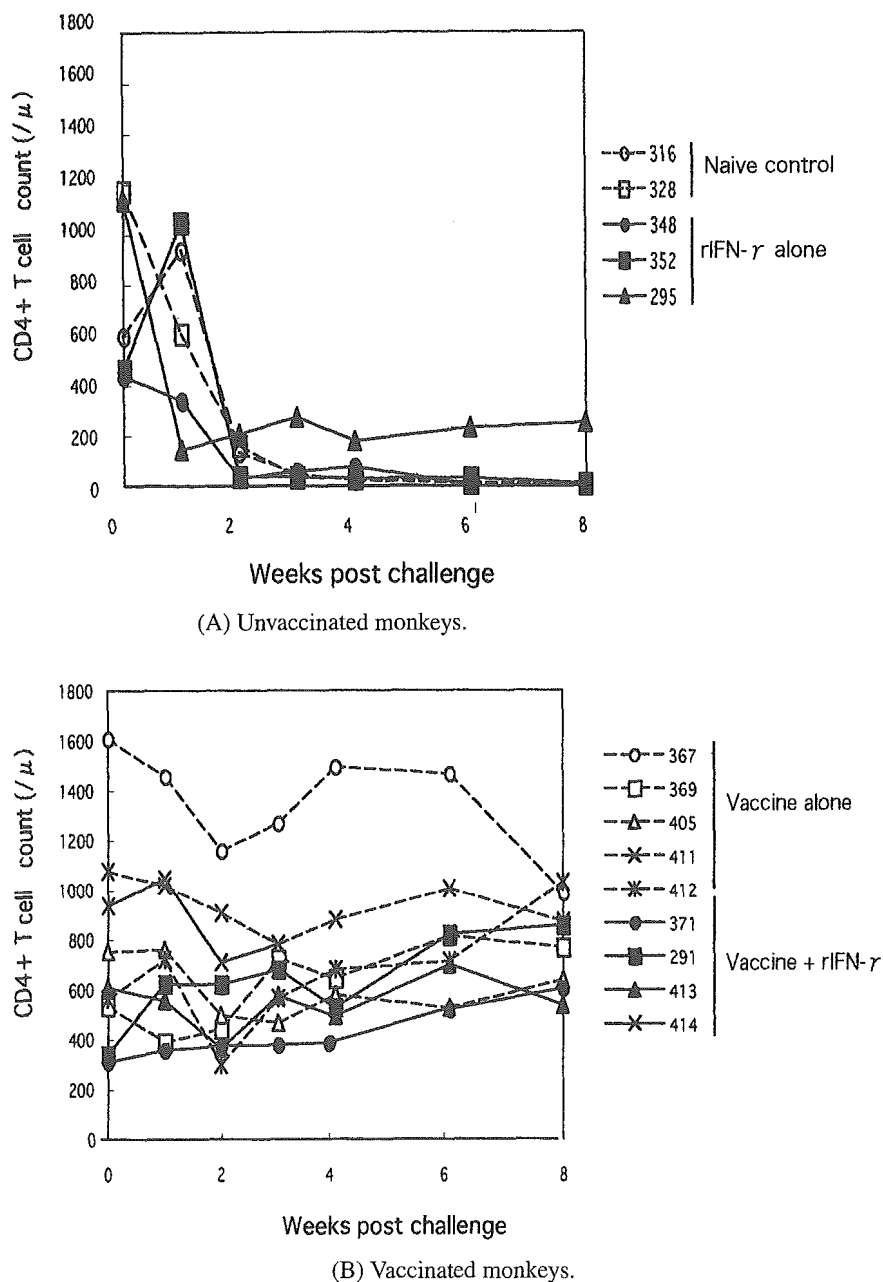 1800
1600
1400
1200
1000
800
600
400
200
0
CD4+ T cell count (/μ)
0 2 4 6 8
Weeks post challenge
316
328
Naive control
348
352
295
rIFN-γ alone
(A) Unvaccinated monkeys.
1800
1600
1400
1200
1000
800
600
400
200
0
CD4+ T cell count (/μ)
0 2 4 6 8
Weeks post challenge
367
369
405
411
412
Vaccine alone
371
291
413
414
Vaccine + rIFN-γ
(B) Vaccinated monkeys.